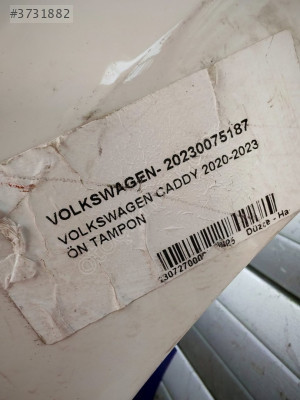 #3731882
VOLKSWAGEN- 20230075187
VOLKSWAGEN CADDY 2020-2023
ÖN TAMPON
Düzce - Ha